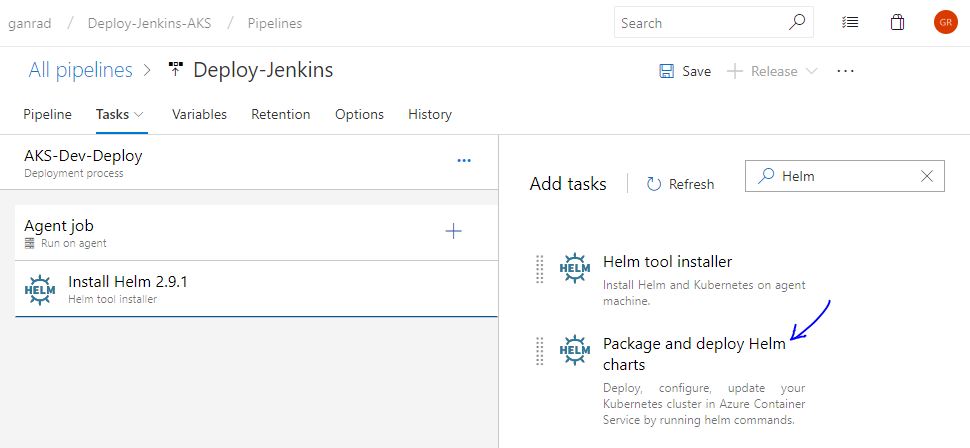 ganrad / Deploy-Jenkins-AKS / Pipelines
Search
GR
All pipelines > Deploy-Jenkins
Save
Release
Pipeline Tasks Variables Retention Options History
AKS-Dev-Deploy
Deployment process
Agent job
Run on agent
HELM
Install Helm 2.9.1
Helm tool installer
Add tasks
Refresh
Helm
HELM
Helm tool installer
Install Helm and Kubernetes on agent
machine.
HELM
Package and deploy Helm
charts
Deploy, configure, update your
Kubernetes cluster in Azure Container
Service by running helm commands.